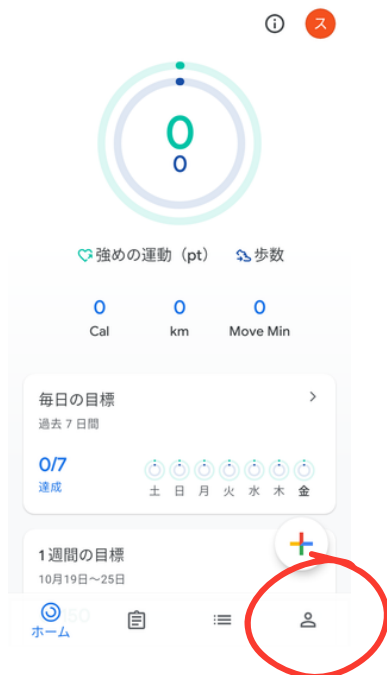 ス
0
0
強めの運動（pt） 歩数
0 0 0
Cal km Move Min
毎日の目標
過去 7 日間
0/7
達成
土 日 月 火 水 木 金
1 週間の目標
10月19日～25日
50
ホーム